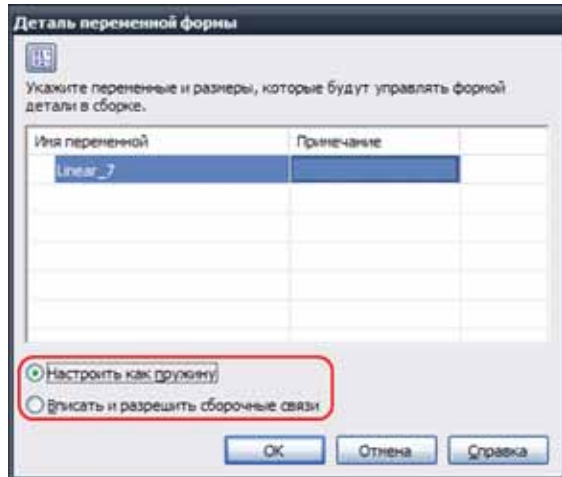 Деталь переменной формы
Укажите переменные и размеры, которые будут управлять формой
детали в сборке.
Имя переменной Примечание
Linear_7
Настроить как пружину
Вписать и разрешить сборочные связи
ОК Отмена Справка